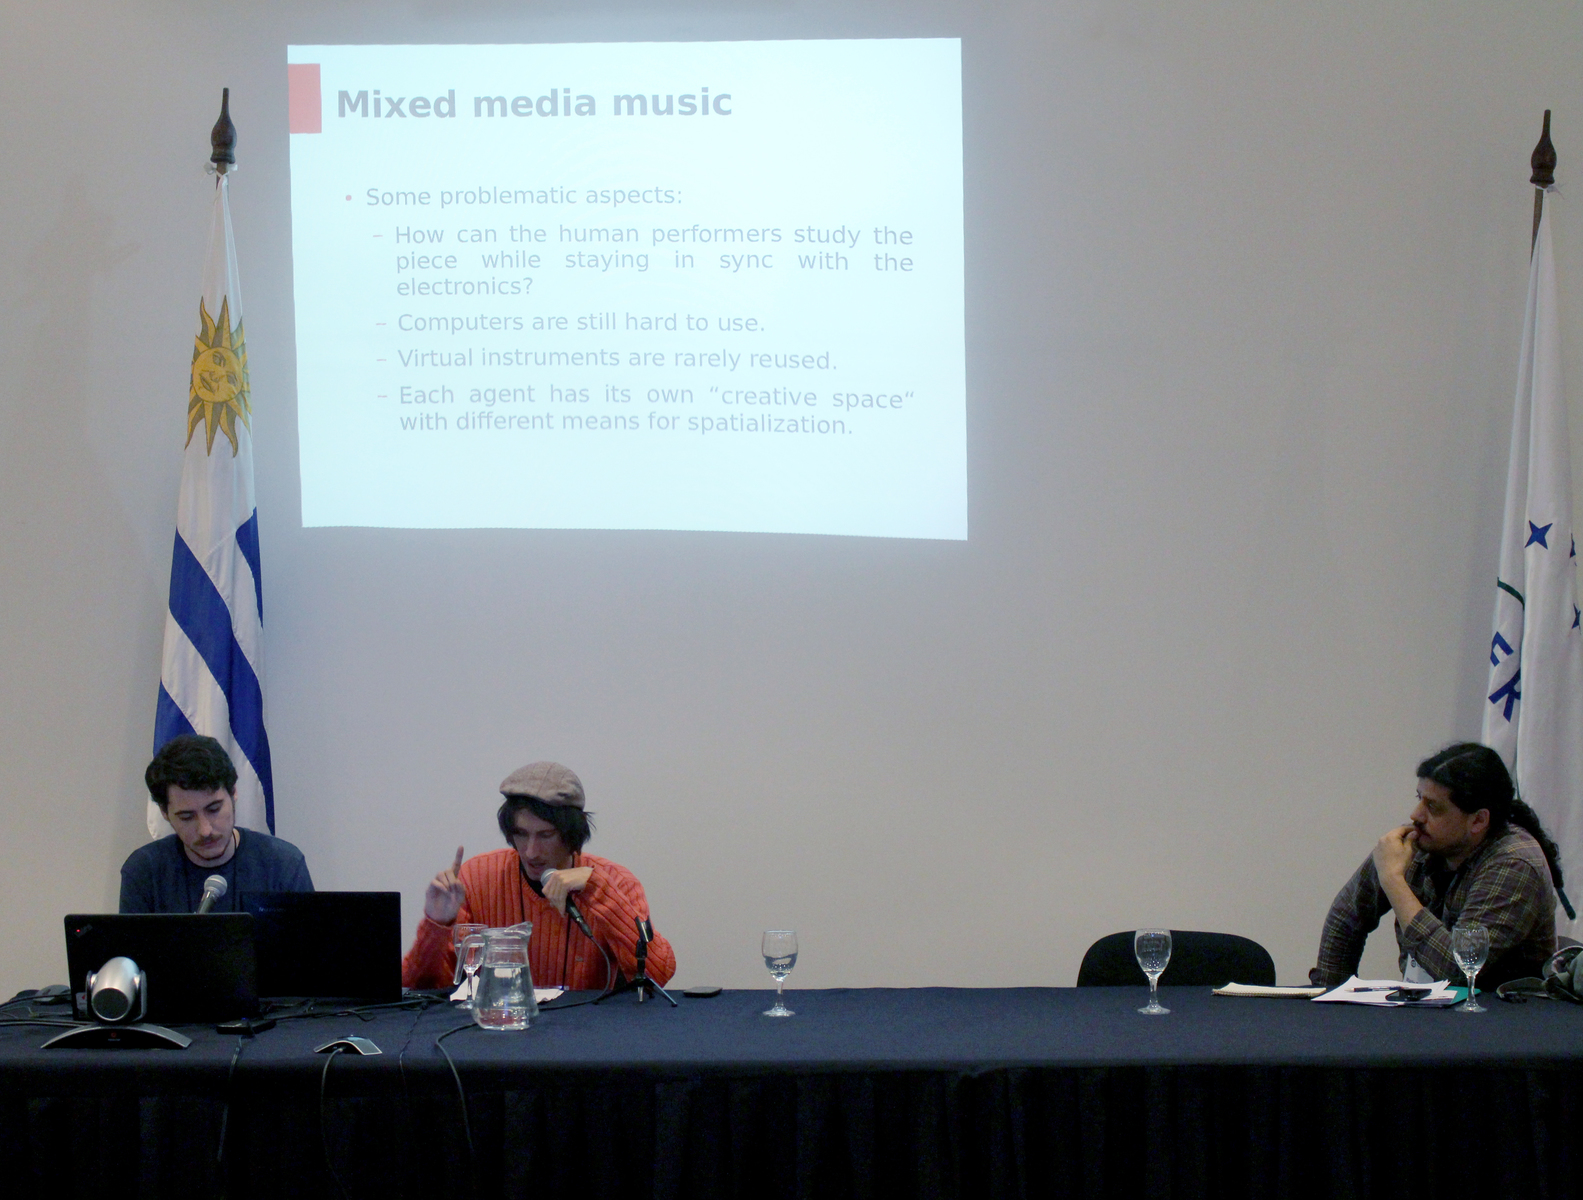 Mixed media music
• Some problematic aspects:
– How can the human performers study the
piece while staying in sync with the
electronics?
– Computers are still hard to use.
– Virtual instruments are rarely reused.
– Each agent has its own “creative space“
with different means for spatialization.
ER